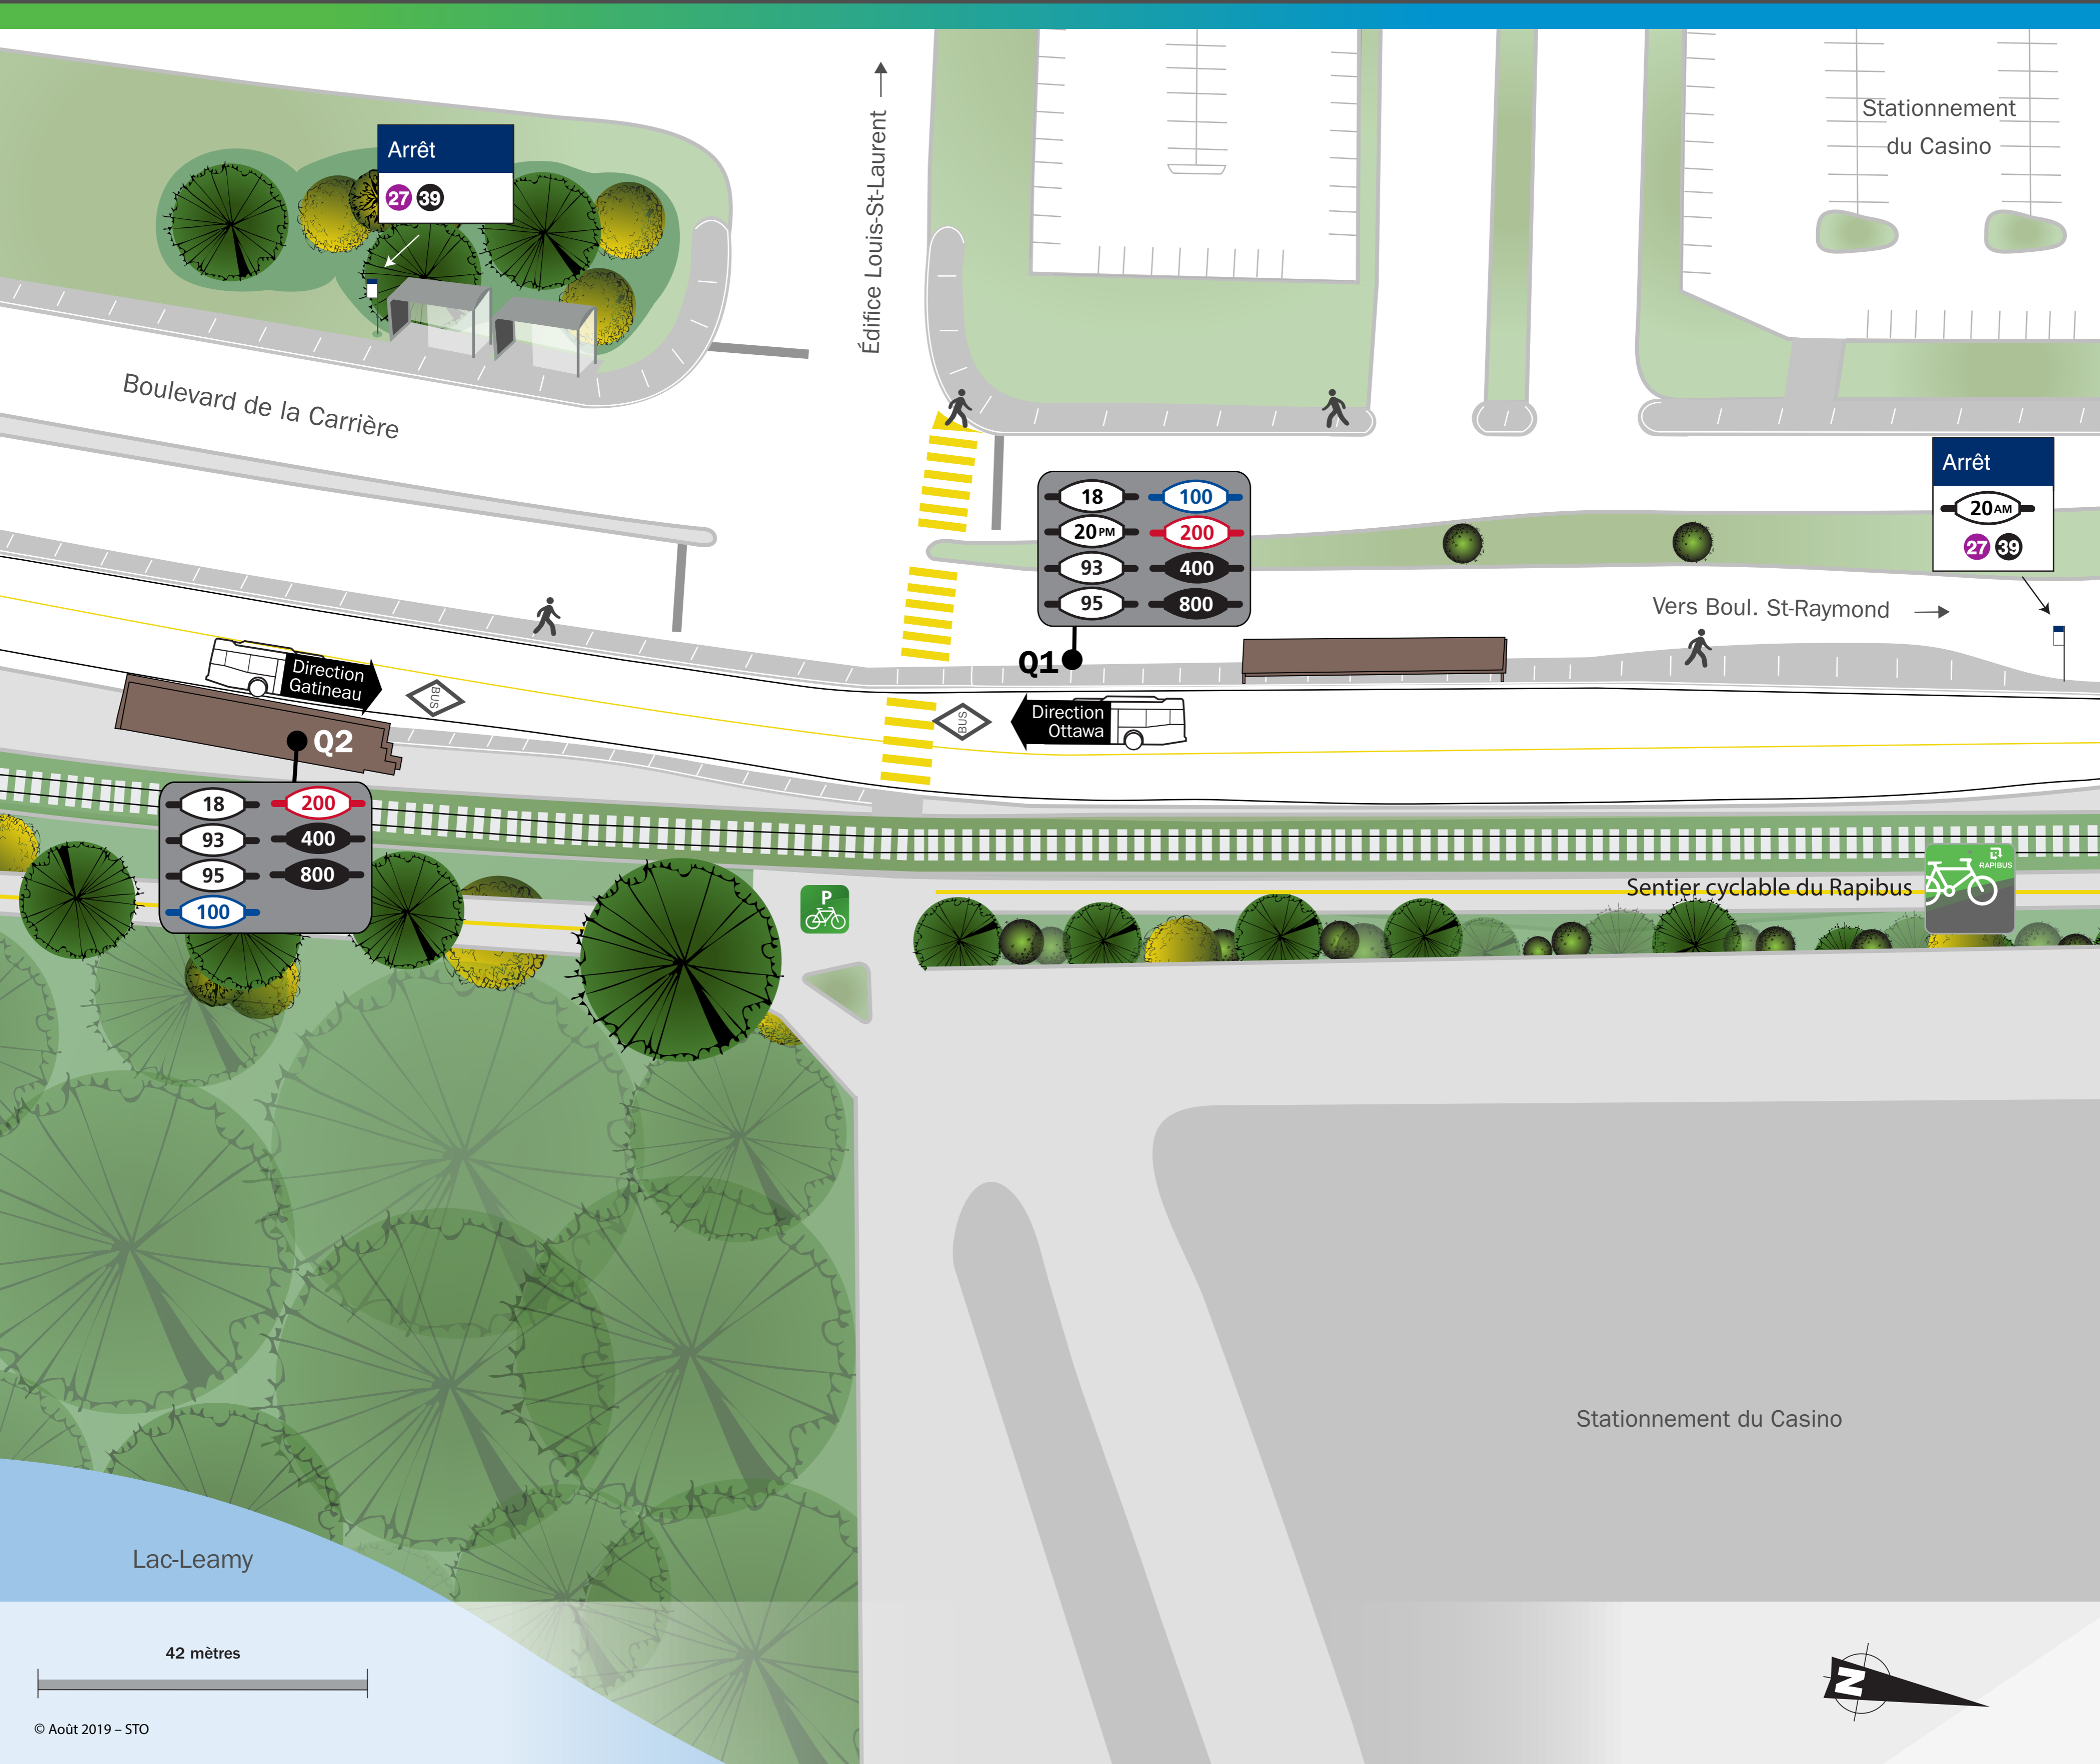 Arrêt
27 39
Édifice Louis-St-Laurent
Stationnement
du Casino
Boulevard de la Carrière
Arrêt
20AM
27 39
18 100
20PM 200
93 400
95 800
Q1
Vers Boul. St-Raymond
Direction
Gatineau
BUS
BUS
Direction
Ottawa
Q2
18 200
93 400
95 800
100
P
Sentier cyclable du Rapibus
RAPIBUS
Stationnement du Casino
Lac-Leamy
42 mètres
N
© Août 2019 – STO